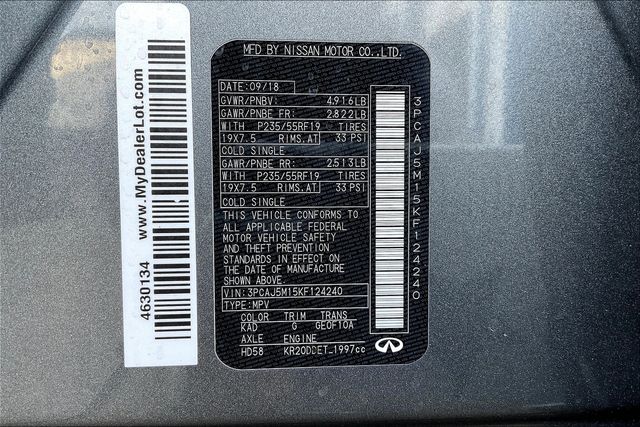 4630134 www.MyDealerLot.com
MFD BY NISSAN MOTOR CO.,LTD.
DATE: 09/18
GVWR/PNBV: 4916LB
GAWR/PNBE FR: 2822LB
WITH P235/55RF19 TIRES
19X7.5 RIMS.AT 33 PSI
COLD SINGLE
GAWR/PNBE RR: 2513LB
WITH P235/55RF19 TIRES
19X7.5 RIMS.AT 33 PSI
COLD SINGLE
THIS VEHICLE CONFORMS TO
ALL APPLICABLE FEDERAL
MOTOR VEHICLE SAFETY
AND THEFT PREVENTION
STANDARDS IN EFFECT ON
THE DATE OF MANUFACTURE
SHOWN ABOVE.
VIN: 3PCAJ5M15KF124240
TYPE: MPV
COLOR TRIM TRANS
KAD G GEOF10A
AXLE ENGINE
HD58 KR20DDET_1997cc
3PCAJ5M15KF124240